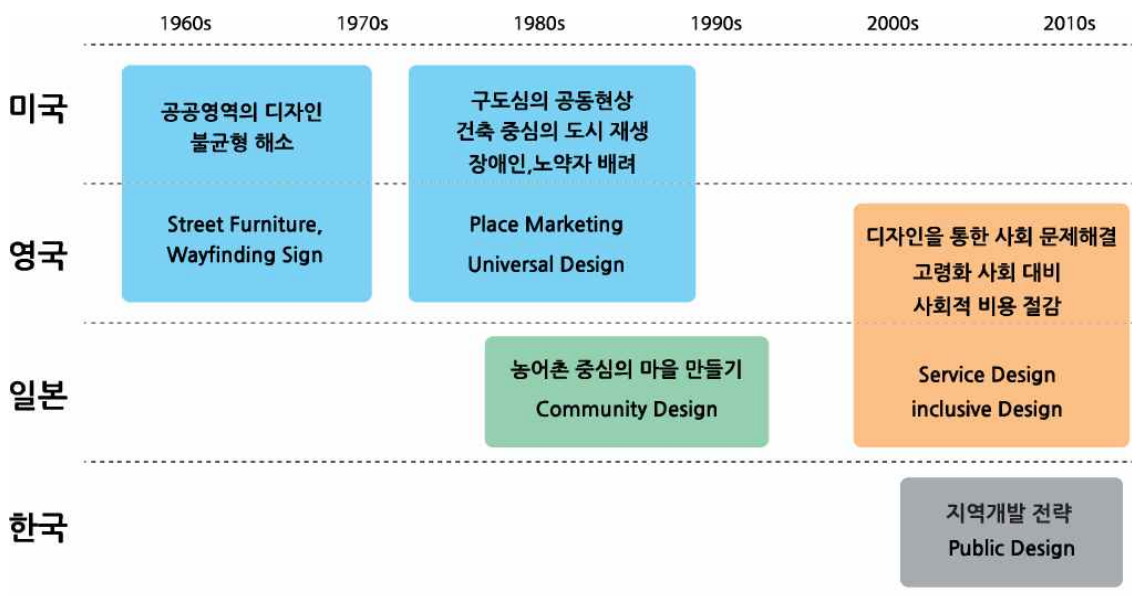 1960s 1970s 1980s 1990s 2000s 2010s
미국
공공영역의 디자인
불균형 해소
구도심의 공동현상
건축 중심의 도시 재생
장애인,노약자 배려
영국
Street Furniture,
Wayfinding Sign
Place Marketing
Universal Design
디자인을 통한 사회 문제해결
고령화 사회 대비
사회적 비용 절감
일본
농어촌 중심의 마을 만들기
Community Design
Service Design
inclusive Design
한국
지역개발 전략
Public Design